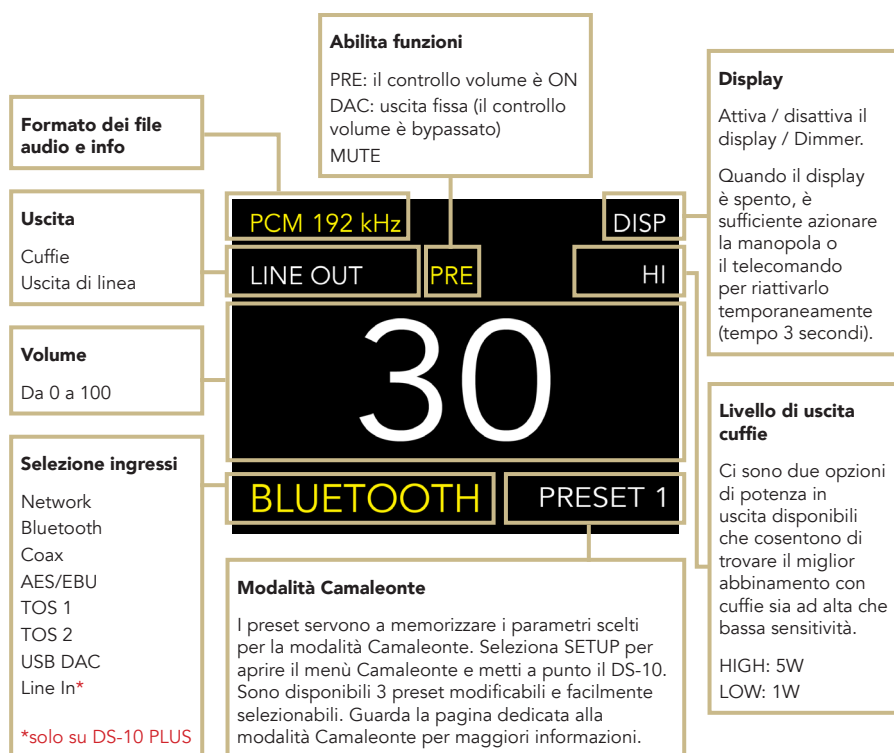 Abilita funzioni
PRE: il controllo volume è ON
DAC: uscita fissa (il controllo
volume è bypassato)
MUTE
Formato dei file
audio e info
Uscita
Cuffie
Uscita di linea
Volume
Da 0 a 100
Selezione ingressi
Network
Bluetooth
Coax
AES/EBU
TOS 1
TOS 2
USB DAC
Line In*
*solo su DS-10 PLUS
PCM 192 kHz
DISP
LINE OUT
PRE
HI
30
BLUETOOTH
PRESET 1
Display
Attiva / disattiva il
display / Dimmer.
Quando il display
è spento, è
sufficiente azionare
la manopola o
il telecomando
per riattivarlo
temporaneamente
(tempo 3 secondi).
Livello di uscita
cuffie
Ci sono due opzioni
di potenza in
uscita disponibili
che cosentono di
trovare il miglior
abbinamento con
cuffie sia ad alta che
bassa sensitività.
HIGH: 5W
LOW: 1W
Modalità Camaleonte
I preset servono a memorizzare i parametri scelti
per la modalità Camaleonte. Seleziona SETUP per
aprire il menù Camaleonte e metti a punto il DS-10.
Sono disponibili 3 preset modificabili e facilmente
selezionabili. Guarda la pagina dedicata alla
modalità Camaleonte per maggiori informazioni.